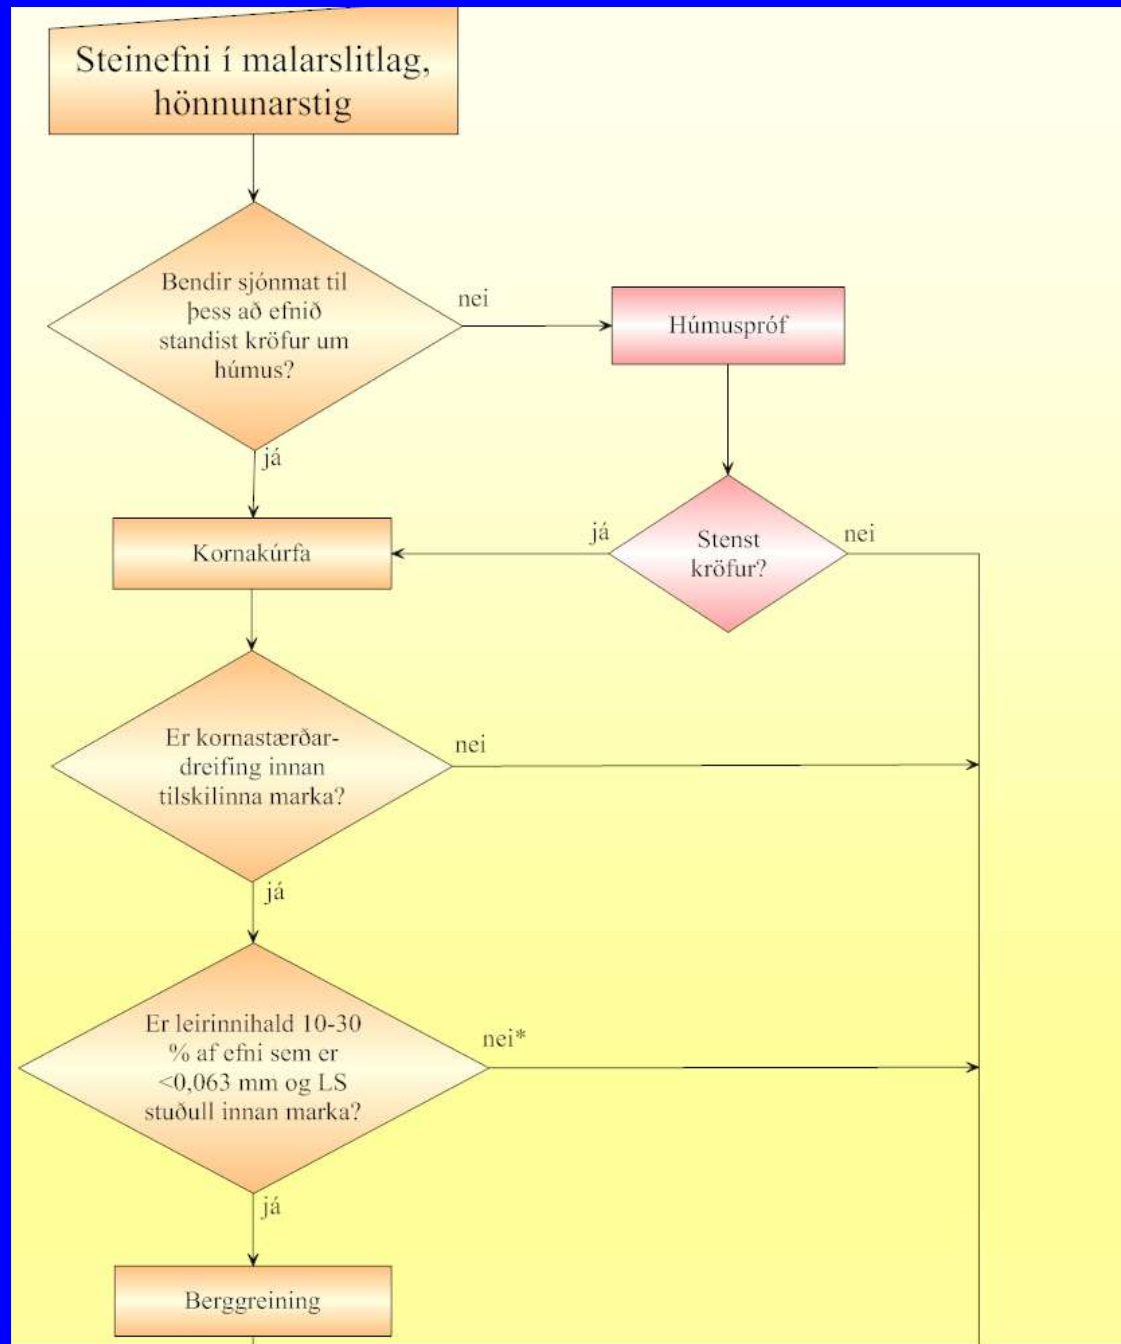 Steinefni í malarslitlag,
hönnunarstig
Bendir sjónmat til
þess að efnið
standist kröfur um
húmus?
nei
Húmuspróf
já
Kornakúrfa
já
Stenst
kröfur?
nei
Er kornastærðar-
dreifing innan
tilskilinna marka?
nei
já
Er leirinnihald 10-30
% af efni sem er
<0,063 mm og LS
stuðull innan marka?
nei*
já
Berggreining